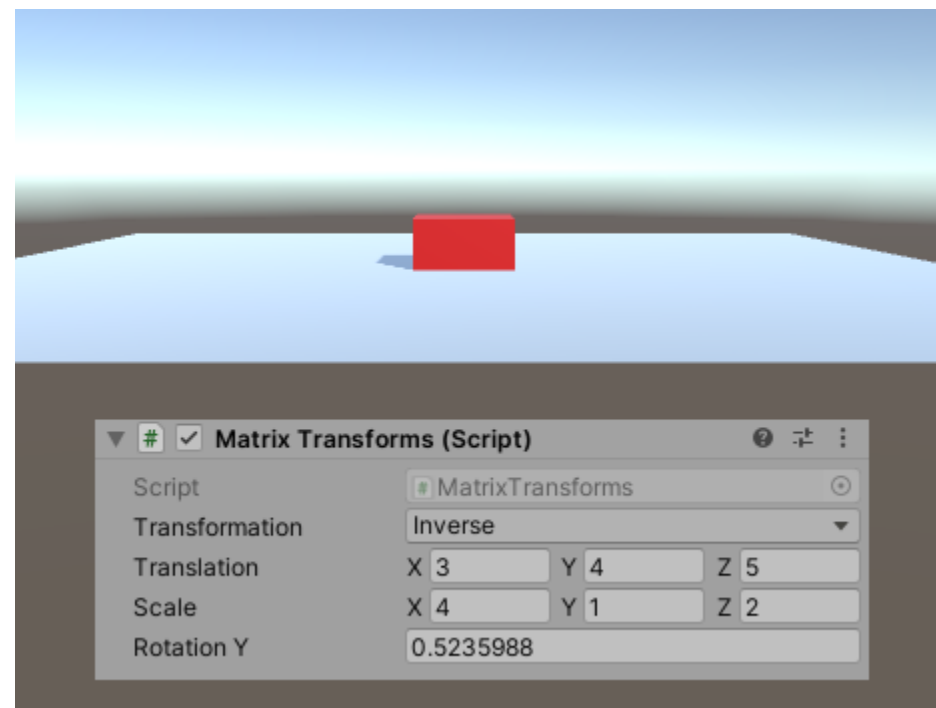 Matrix Transforms (Script)
Script # MatrixTransforms
Transformation Inverse
Translation X 3 Y 4 Z 5
Scale X 4 Y 1 Z 2
Rotation Y 0.5235988